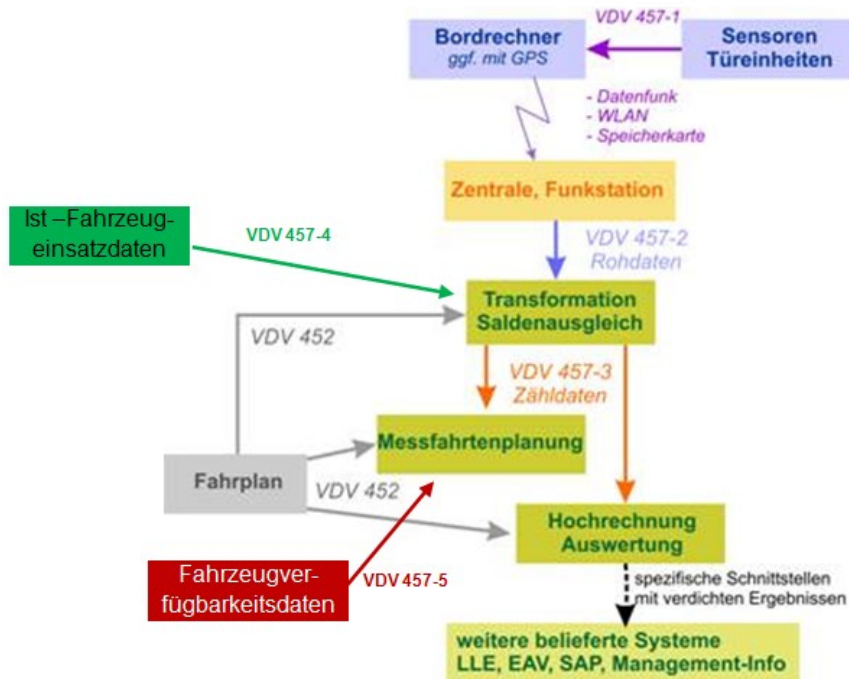 VDV 457-1
Bordrechner
ggf. mit GPS
Sensoren
Türeinheiten
- Datenfunk
- WLAN
- Speicherkarte
Zentrale, Funkstation
Ist –Fahrzeug-
einsatzdaten
VDV 457-4
VDV 457-2
Rohdaten
Transformation
Saldenausgleich
VDV 452
VDV 457-3
Zähldaten
Messfahrtenplanung
Fahrplan
VDV 452
Hochrechnung
Auswertung
Fahrzeugver-
fügbarkeitsdaten
VDV 457-5
spezifische Schnittstellen
mit verdichten Ergebnissen
weitere belieferte Systeme
LLE, EAV, SAP, Management-Info